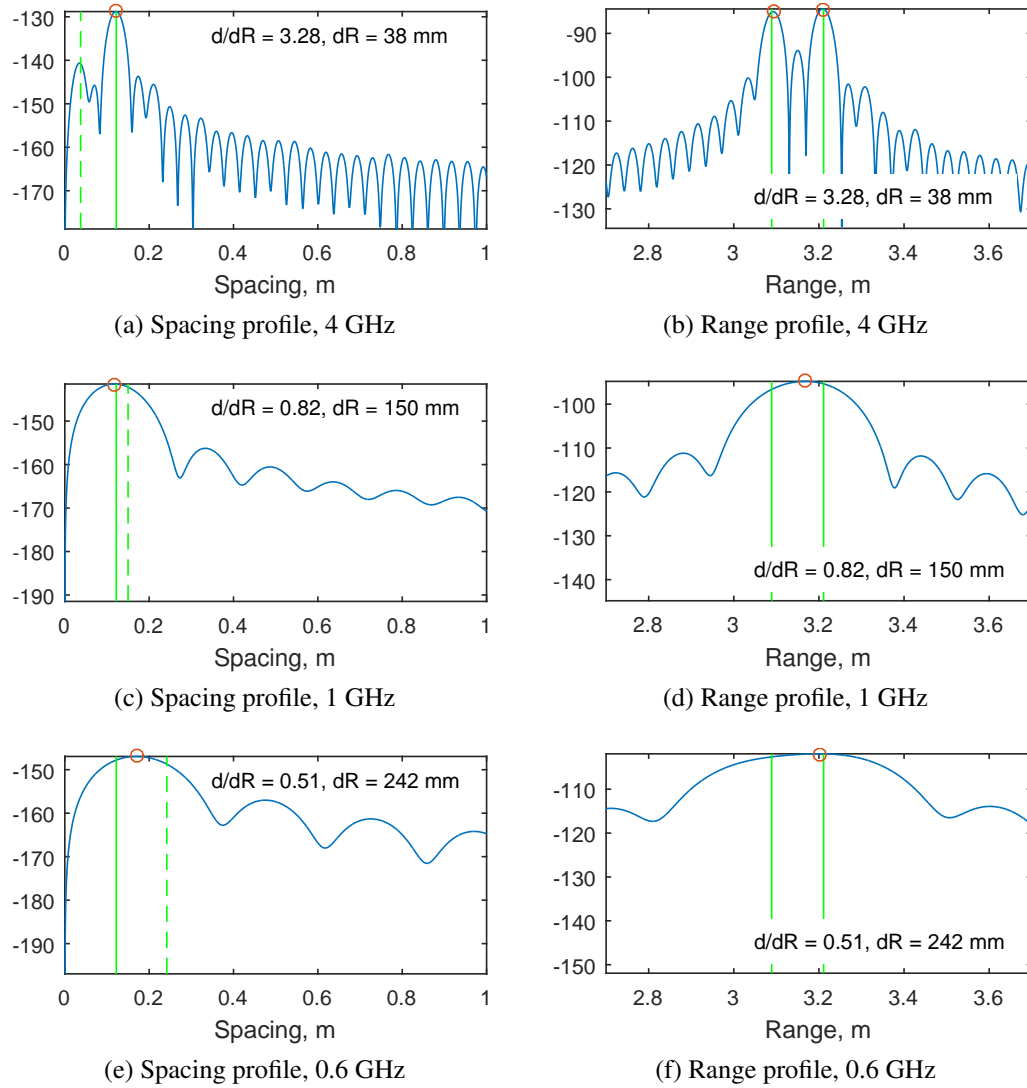 -130
-140
-150
-160
-170
d/dR = 3.28, dR = 38 mm
0 0.2 0.4 0.6 0.8 1
Spacing, m
(a) Spacing profile, 4 GHz
-90
-100
-110
-120
-130
d/dR = 3.28, dR = 38 mm
2.8 3 3.2 3.4 3.6
Range, m
(b) Range profile, 4 GHz
-150
-160
-170
-180
-190
d/dR = 0.82, dR = 150 mm
0 0.2 0.4 0.6 0.8 1
Spacing, m
(c) Spacing profile, 1 GHz
-100
-110
-120
-130
-140
d/dR = 0.82, dR = 150 mm
2.8 3 3.2 3.4 3.6
Range, m
(d) Range profile, 1 GHz
-150
-160
-170
-180
-190
d/dR = 0.51, dR = 242 mm
0 0.2 0.4 0.6 0.8 1
Spacing, m
(e) Spacing profile, 0.6 GHz
-110
-120
-130
-140
-150
d/dR = 0.51, dR = 242 mm
2.8 3 3.2 3.4 3.6
Range, m
(f) Range profile, 0.6 GHz